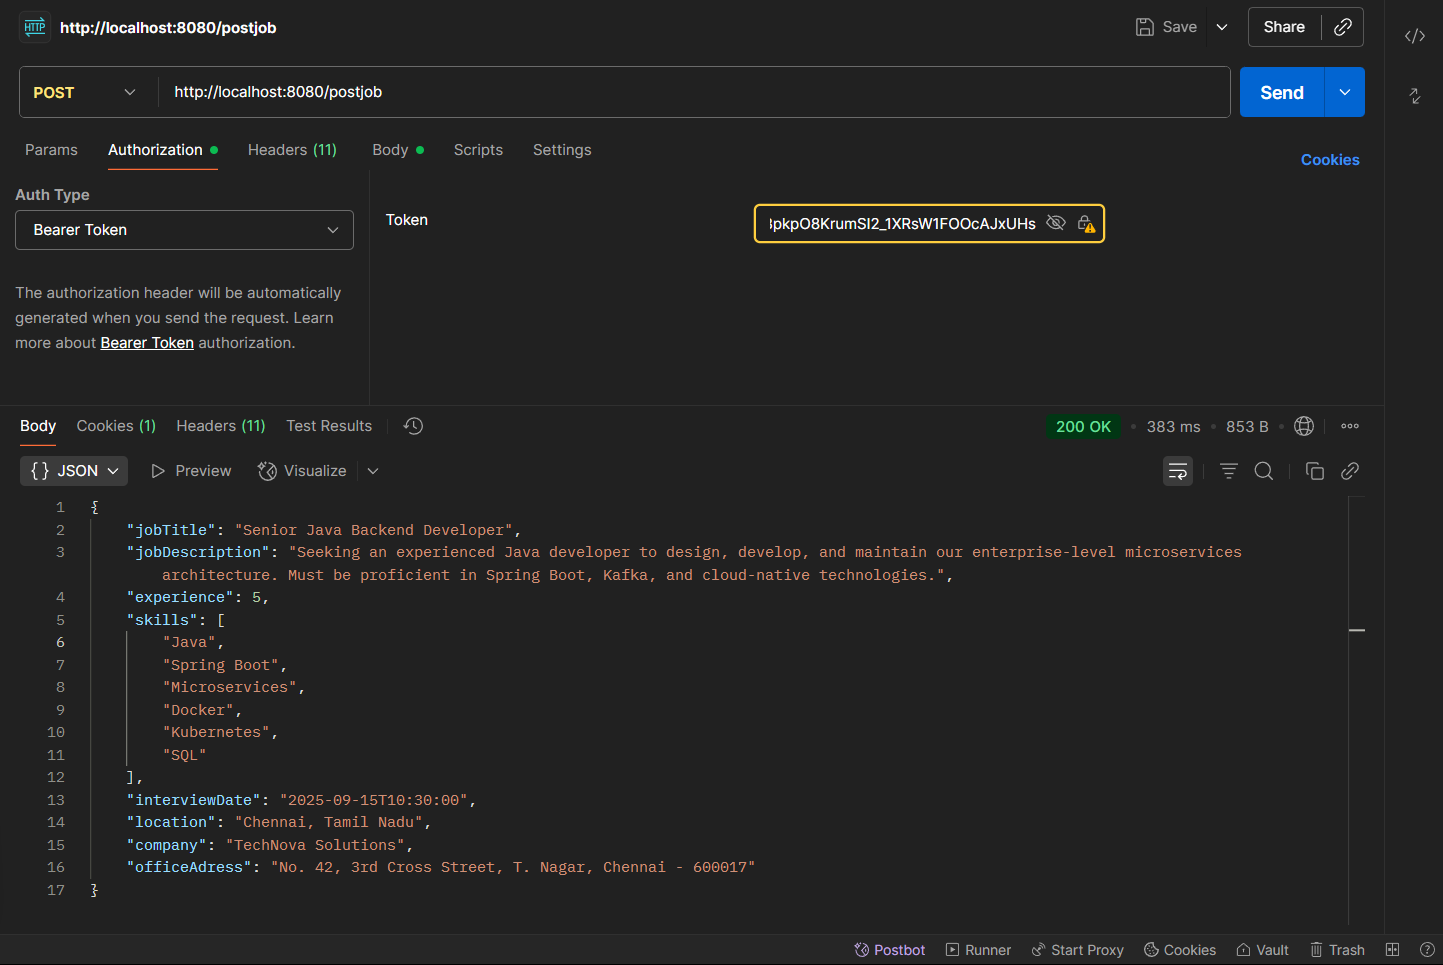 HTTP http://localhost:8080/postjob Save Share
POST http://localhost:8080/postjob Send
Params Authorization Headers (11) Body Scripts Settings Cookies
Auth Type
Bearer Token
Token
The authorization header will be automatically
generated when you send the request. Learn
more about Bearer Token authorization.
Body Cookies (1) Headers (11) Test Results 200 OK 383 ms 853 B
{} JSON Preview Visualize
1 {
2 "jobTitle": "Senior Java Backend Developer",
3 "jobDescription": "Seeking an experienced Java developer to design, develop, and maintain our enterprise-level microservices
architecture. Must be proficient in Spring Boot, Kafka, and cloud-native technologies.",
4 "experience": 5,
5 "skills": [
6 "Java",
7 "Spring Boot",
8 "Microservices",
9 "Docker",
10 "Kubernetes",
11 "SQL"
12 ],
13 "interviewDate": "2025-09-15T10:30:00",
14 "location": "Chennai, Tamil Nadu",
15 "company": "TechNova Solutions",
16 "officeAdress": "No. 42, 3rd Cross Street, T. Nagar, Chennai - 600017"
17 }
Postbot Runner Start Proxy Cookies Vault Trash